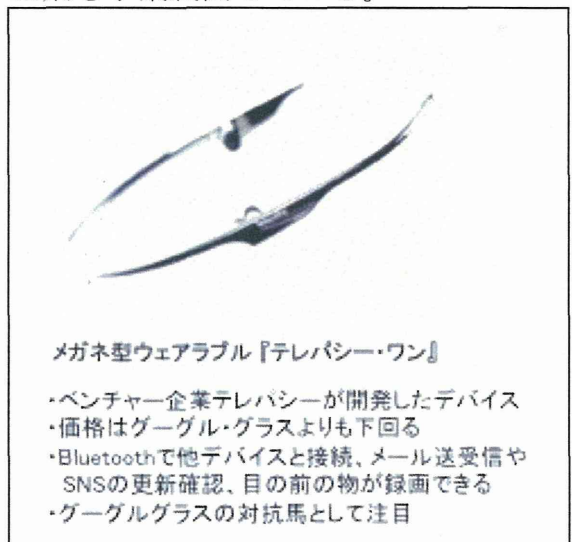 メガネ型ウェアラブル『テレパシー・ワン』
・ベンチャー企業テレパシーが開発したデバイス
・価格はグーグル・グラスよりも下回る
・Bluetoothで他デバイスと接続、メール送受信や
SNSの更新確認、目の前の物が録画できる
・グーグルグラスの対抗馬として注目